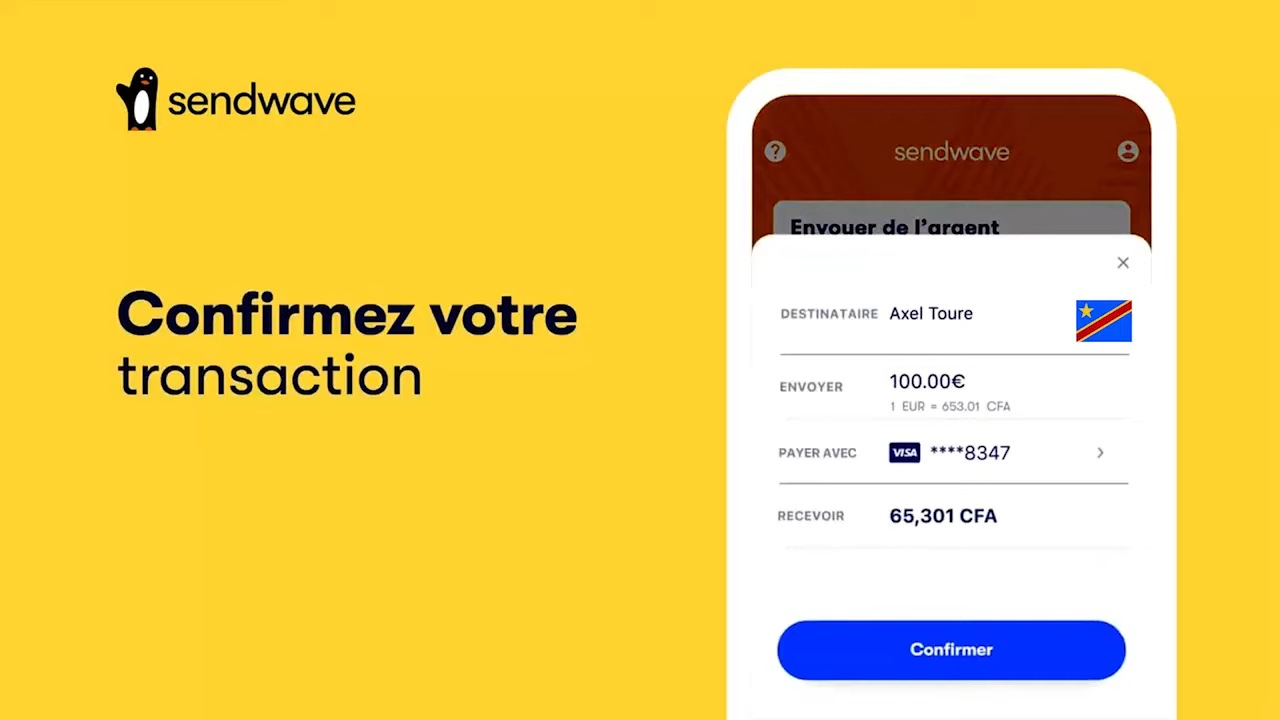 sendwave
Confirmez votre
transaction
?
sendwave
Envoyer de l'argent
DESTINATAIRE Axel Toure
ENVOYER 100.00€
1 EUR = 653.01 CFA
PAYER AVEC VISA ****8347
RECEVOIR 65,301 CFA
Confirmer